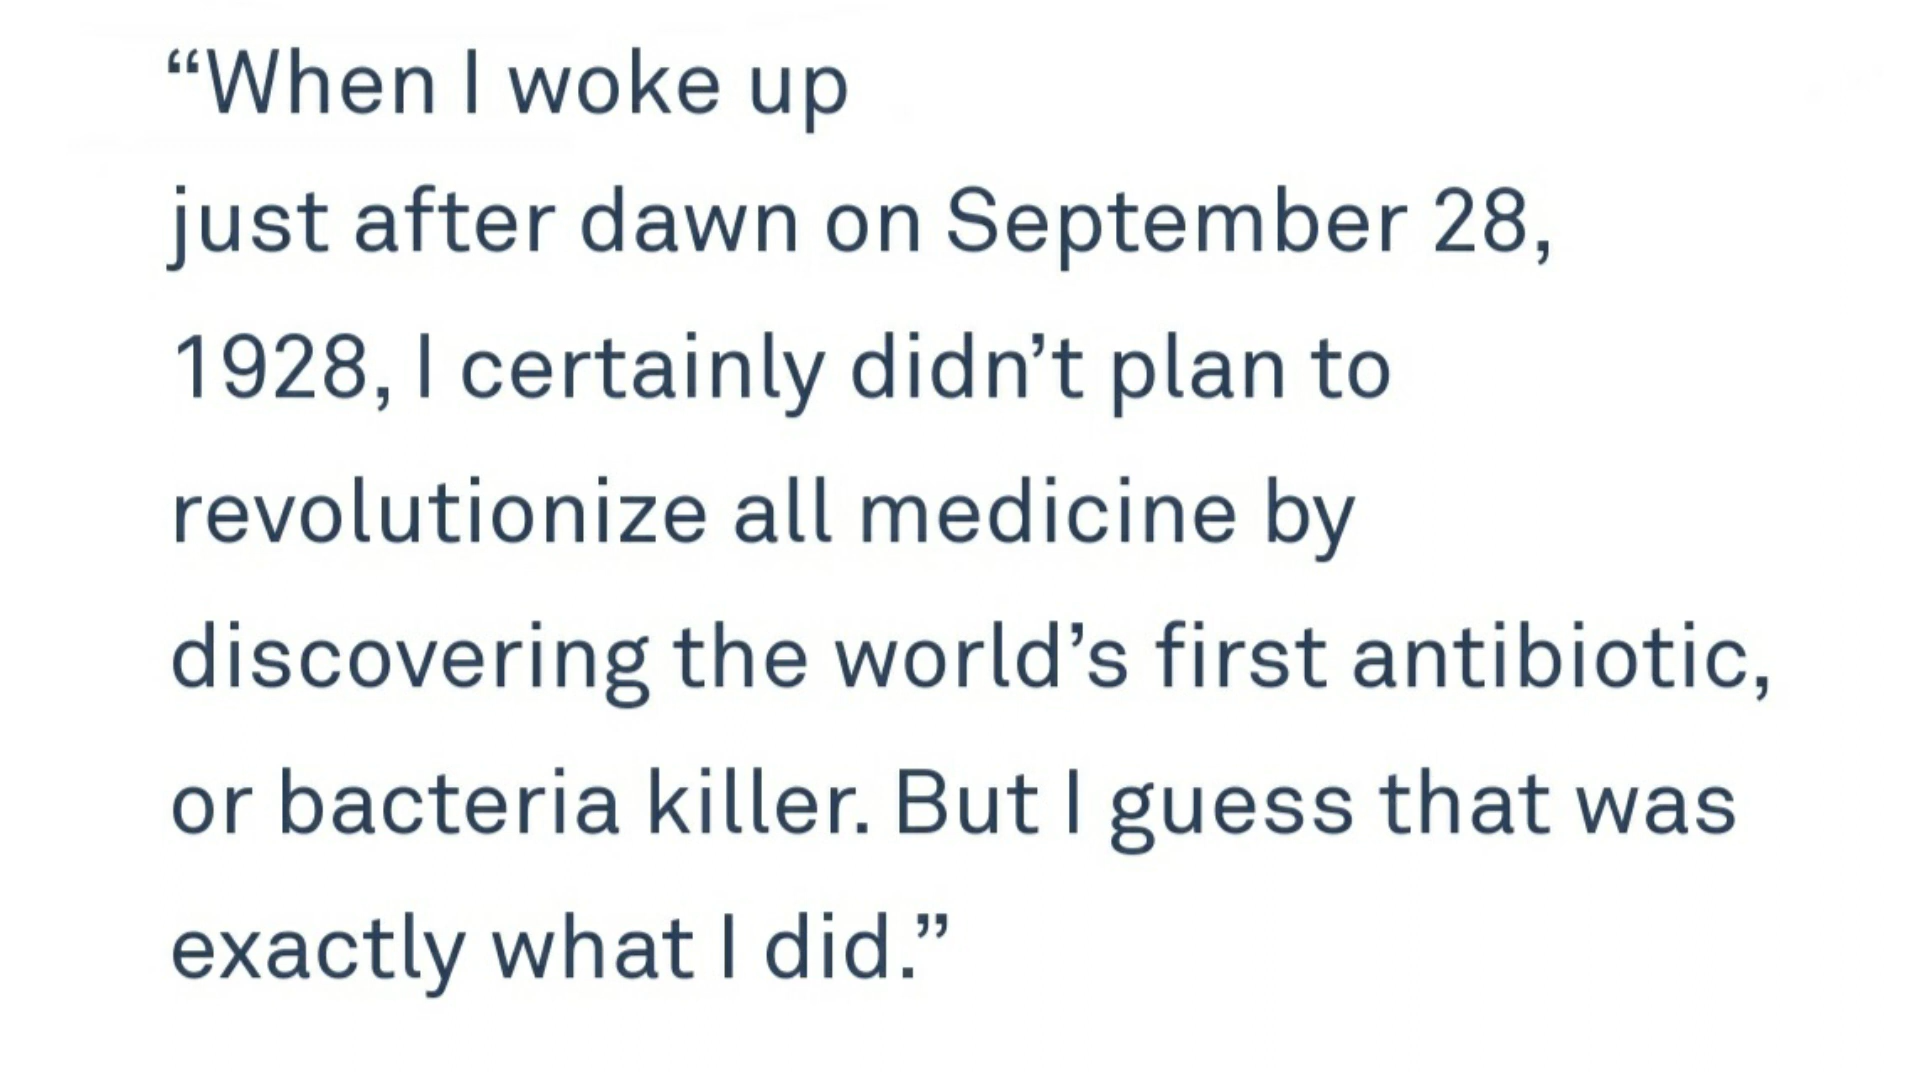 “When I woke up
just after dawn on September 28,
1928, I certainly didn’t plan to
revolutionize all medicine by
discovering the world’s first antibiotic,
or bacteria killer. But I guess that was
exactly what I did.”